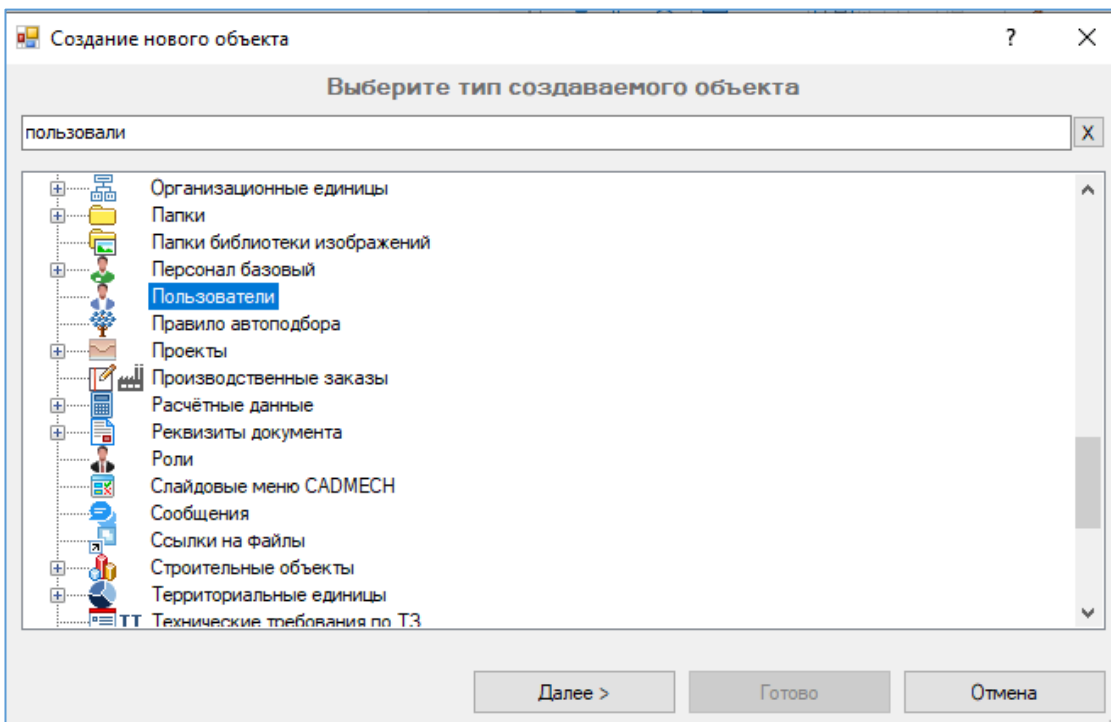 Создание нового объекта
?
Выберите тип создаваемого объекта
пользовали
X
Организационные единицы
Папки
Папки библиотеки изображений
Персонал базовый
Пользователи
Правило автоподбора
Проекты
Производственные заказы
Расчётные данные
Реквизиты документа
Роли
Слайдовые меню CADMECH
Сообщения
Ссылки на файлы
Строительные объекты
Территориальные единицы
ТТ Технические требования по ТЗ
Далее > Готово Отмена